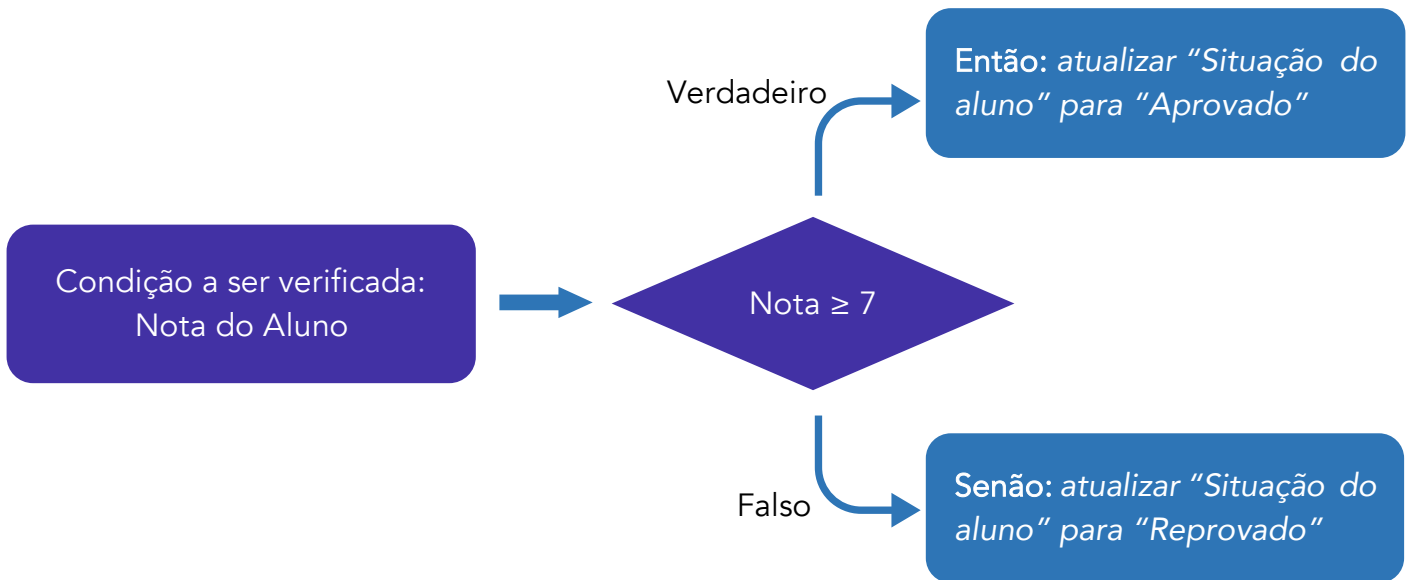 Condição a ser verificada:
Nota do Aluno
Nota ≥ 7
Verdadeiro
Então: atualizar “Situação do
aluno” para “Aprovado”
Falso
Senão: atualizar “Situação do
aluno” para “Reprovado”